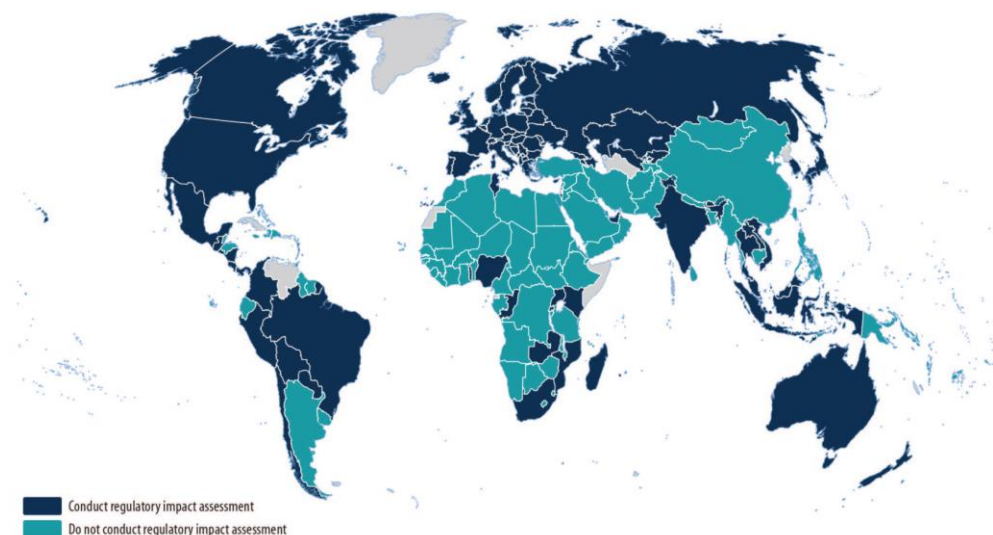 Conduct regulatory impact assessment
Do not conduct regulatory impact assessment